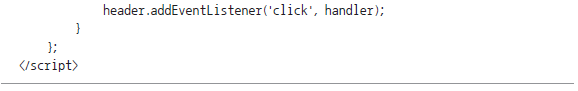 header.addEventListener('click', handler);
}
};
</script>